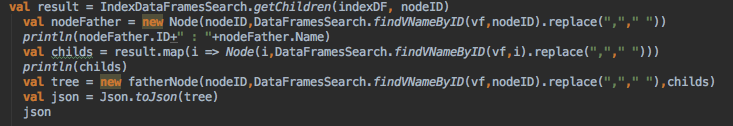 val result = IndexDataFramesSearch.getChildren(indexDF, nodeID)
val nodeFather = new Node(nodeID,DataFramesSearch.findVNameByID(vf,nodeID).replace(","," "))
println(nodeFather.ID+" : "+nodeFather.Name)
val childs = result.map(i => Node(i,DataFramesSearch.findVNameByID(vf,i).replace(","," ")))
println(childs)
val tree = new fatherNode(nodeID,DataFramesSearch.findVNameByID(vf,nodeID).replace(","," "),childs)
val json = Json.toJson(tree)
json